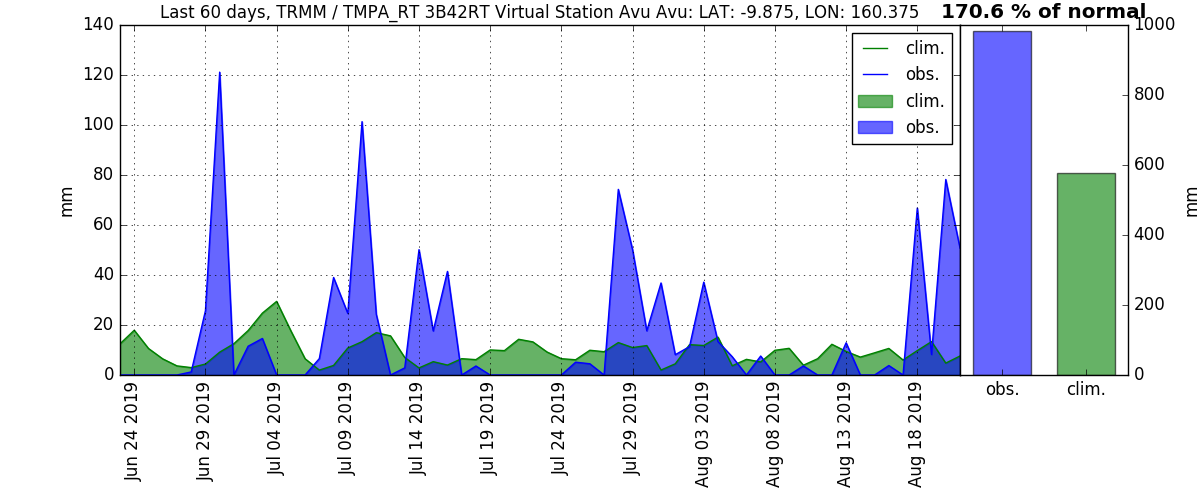 Last 60 days, TRMM / TMPA_RT 3B42RT Virtual Station Avu Avu: LAT: -9.875, LON: 160.375
170.6 % of normal
140
120
100
80
60
40
20
0
mm
clim.
obs.
clim.
obs.
1000
800
600
400
200
0
mm
Jun 24 2019
Jun 29 2019
Jul 04 2019
Jul 09 2019
Jul 14 2019
Jul 19 2019
Jul 24 2019
Jul 29 2019
Aug 03 2019
Aug 08 2019
Aug 13 2019
Aug 18 2019
obs.
clim.